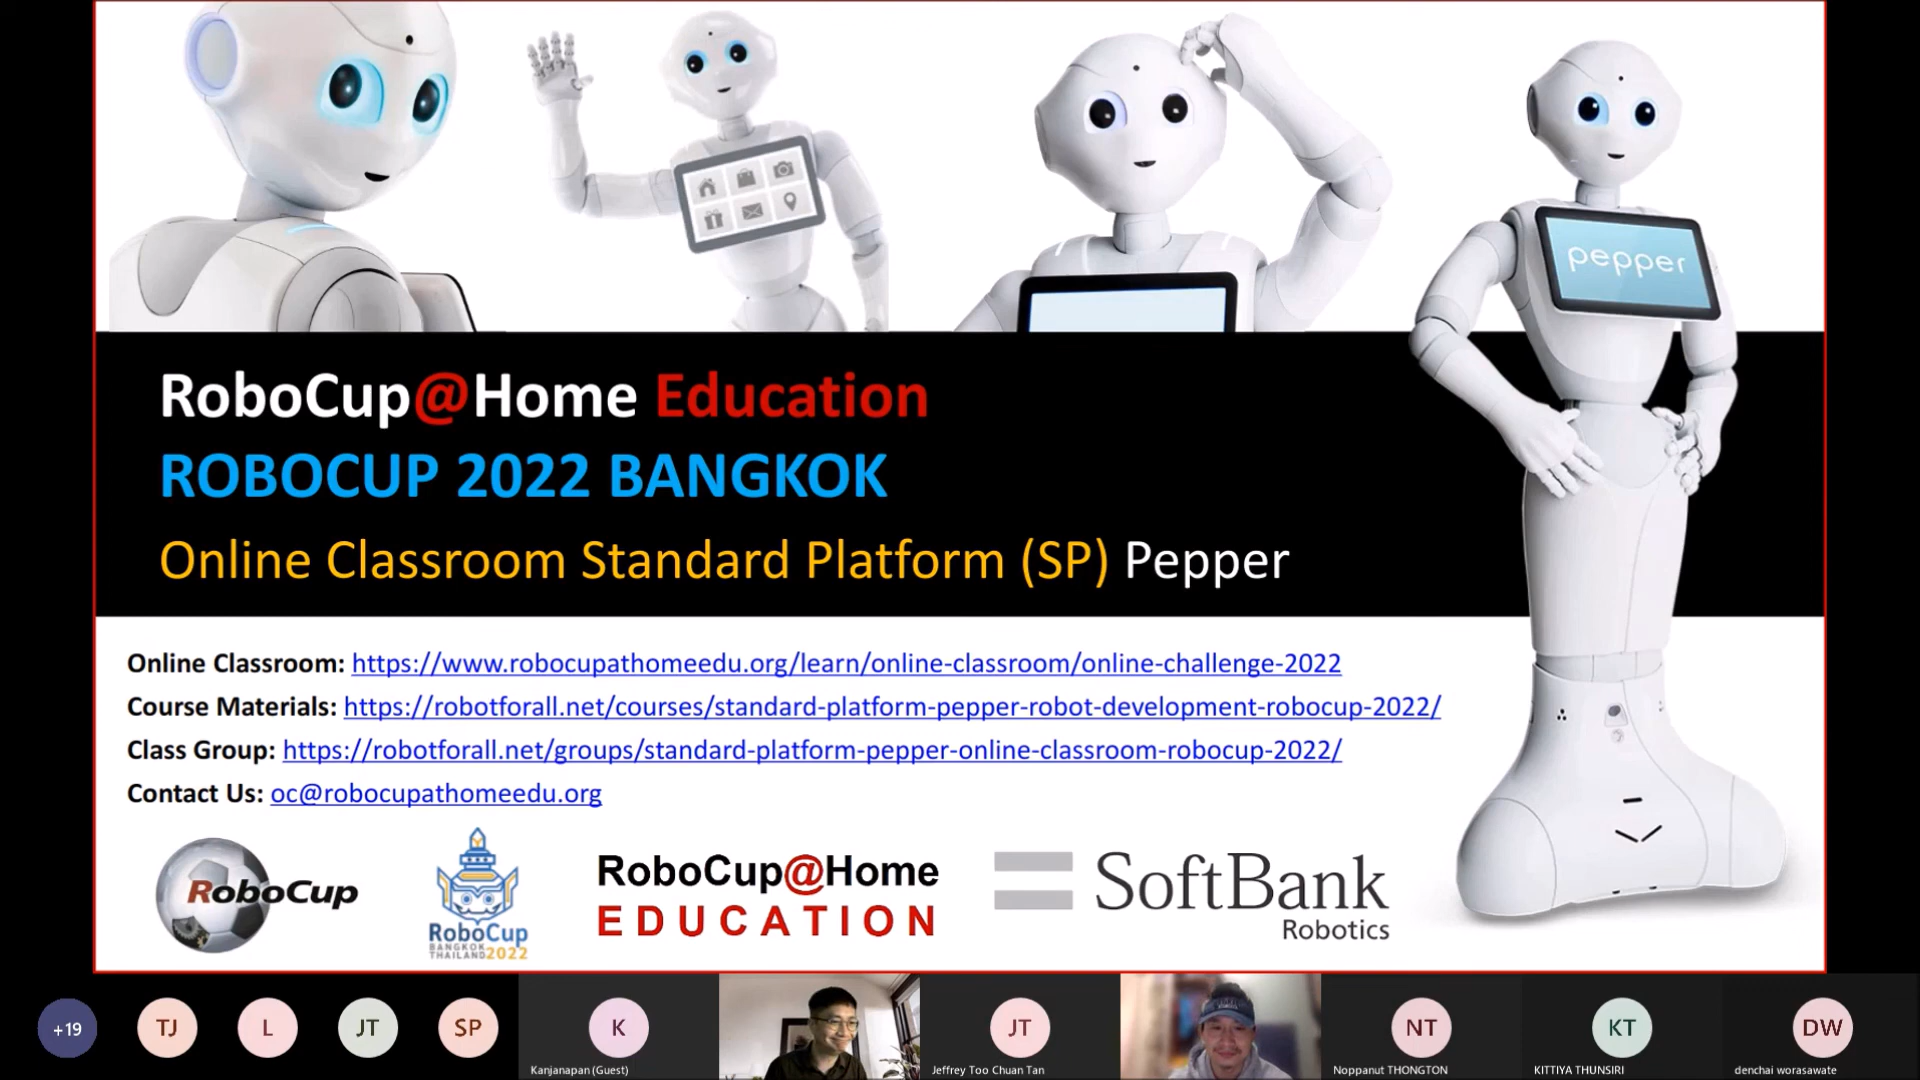 pepper
RoboCup@Home Education
ROBOCUP 2022 BANGKOK
Online Classroom Standard Platform (SP) Pepper
Online Classroom: https://www.robocupathomeedu.org/learn/online-classroom/online-challenge-2022
Course Materials: https://robotforall.net/courses/standard-platform-pepper-robot-development-robocup-2022/
Class Group: https://robotforall.net/groups/standard-platform-pepper-online-classroom-robocup-2022/
Contact Us: oc@robocupathomeedu.org
RoboCup
RoboCup
BANGKOK
THAILAND 2022
RoboCup@Home
EDUCATION
SoftBank
Robotics
+19
TJ
L
JT
SP
K
Kanjanapan (Guest)
JT
Jeffrey Too Chuan Tan
NT
Noppanut THONGTON
KT
KITTIYA THUNSIRI
DW
denchai worasawate